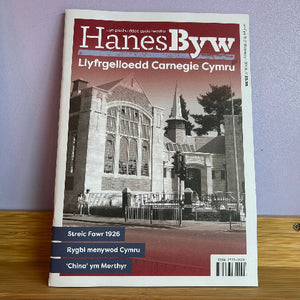 HanesByw
Llyfrgelloedd Carnegie Cymru
Streic Fawr 1926
Rygbi menywod Cymru
'China' ym Merthyr